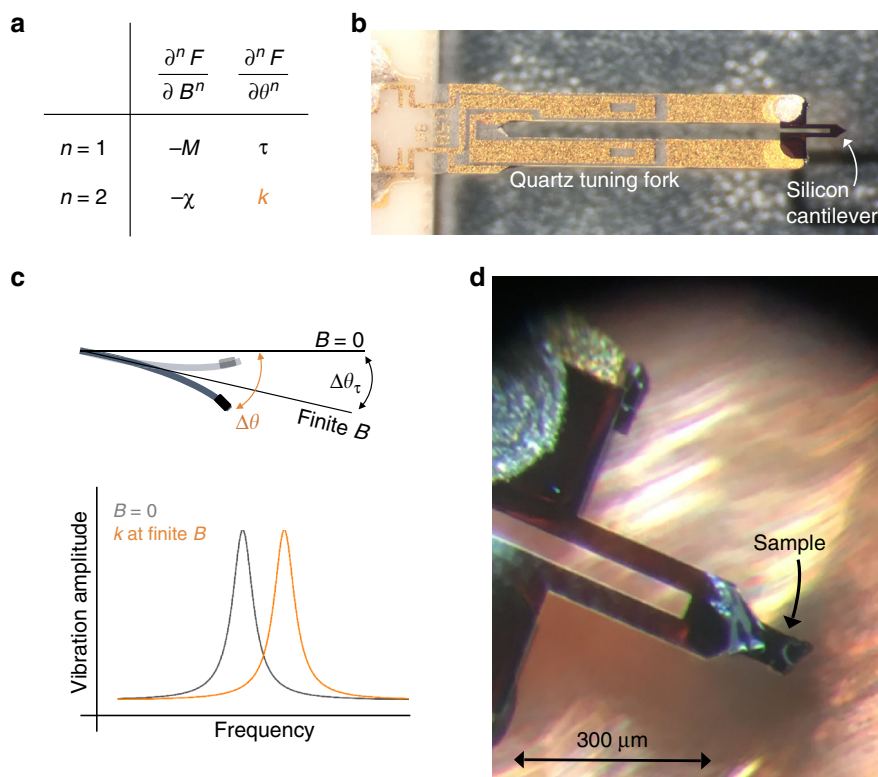 a
∂ⁿ F / ∂ Bⁿ
∂ⁿ F / ∂θⁿ
n = 1
–M
τ
n = 2
–χ
k
b
Quartz tuning fork
Silicon
cantilever
c
B = 0
Δθτ
Δθ
Finite B
B = 0
k at finite B
Vibration amplitude
Frequency
d
Sample
300 μm